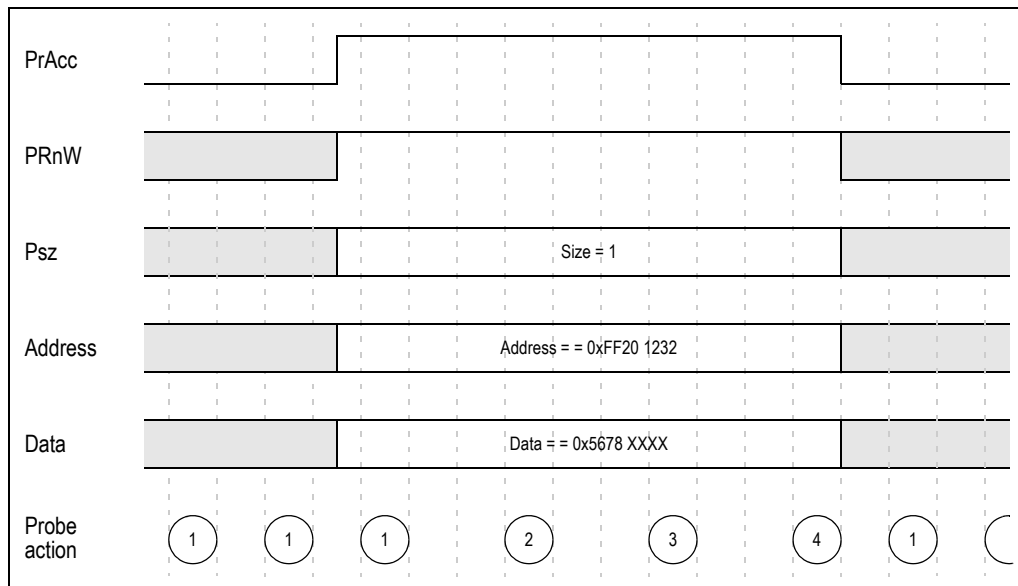 PrAcc
PRnW
Psz
Size = 1
Address
Address = = 0xFF20 1232
Data
Data = = 0x5678 XXXX
Probe
action
1 1 1 2 3 4 1